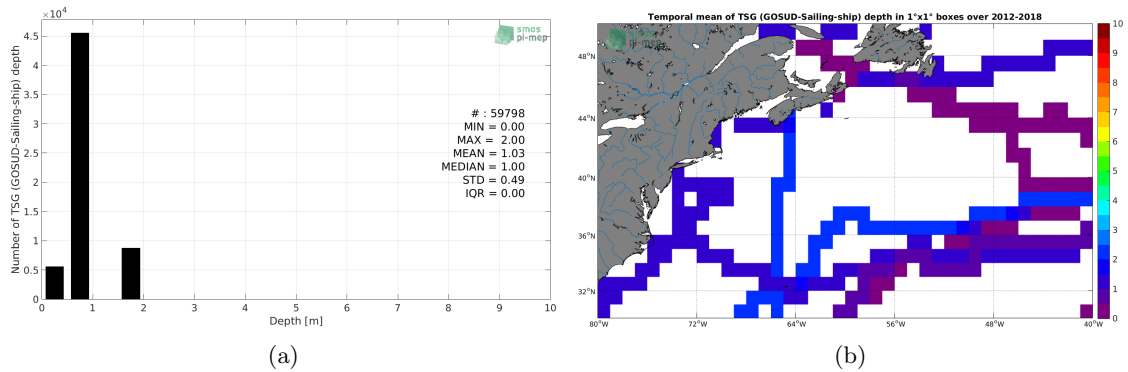 ×10⁴
4.5
4
3.5
3
2.5
2
1.5
1
0.5
0
Number of TSG (GOSUD-Sailing-ship) depth
smos
pi-mep
# : 59798
MIN = 0.00
MAX = 2.00
MEAN = 1.03
MEDIAN = 1.00
STD = 0.49
IQR = 0.00
0 1 2 3 4 5 6 7 8 9 10
Depth [m]
(a)
Temporal mean of TSG (GOSUD-Sailing-ship) depth in 1°x1° boxes over 2012-2018
smos
pi-mep
48°N
44°N
40°N
36°N
32°N
80°W 72°W 64°W 56°W 48°W 40°W
10
9
8
7
6
5
4
3
2
1
0
(b)